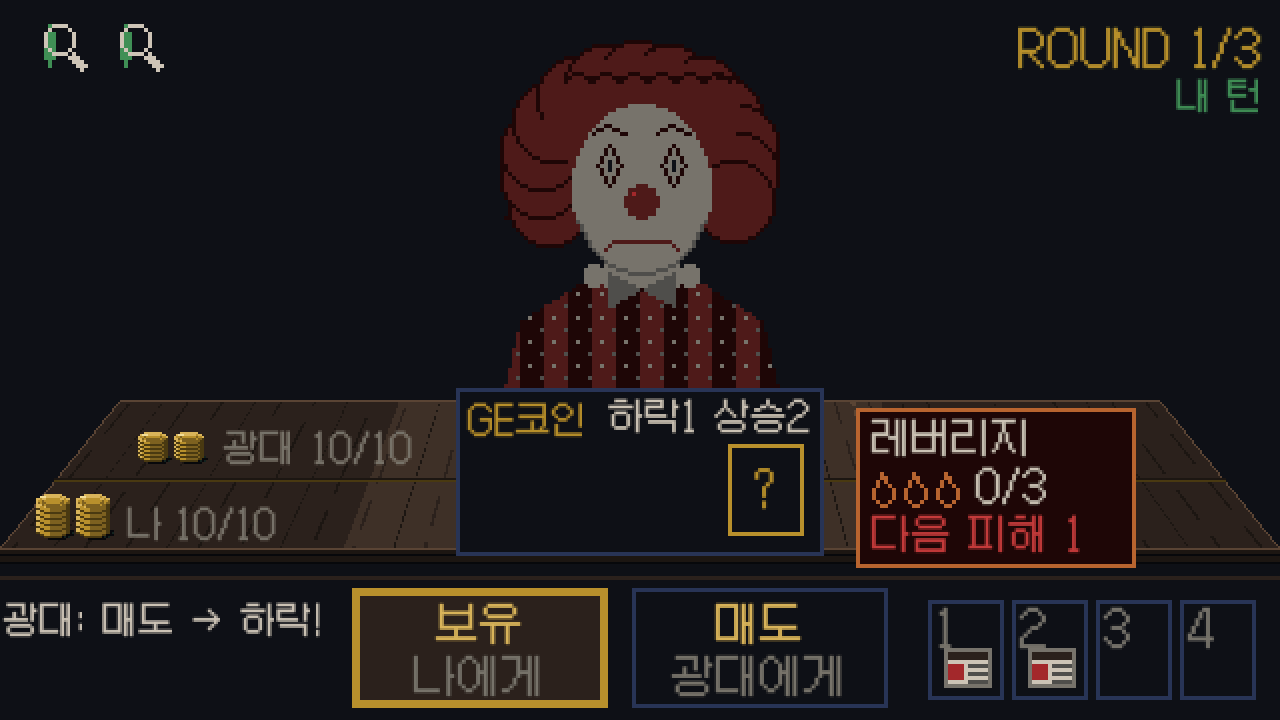 ROUND 1/3
내 턴
GE코인 하락1 상승2
?
광대 10/10
나 10/10
레버리지
0/3
다음 피해 1
광대: 매도 → 하락!
보유
나에게
매도
광대에게
1 2 3 4